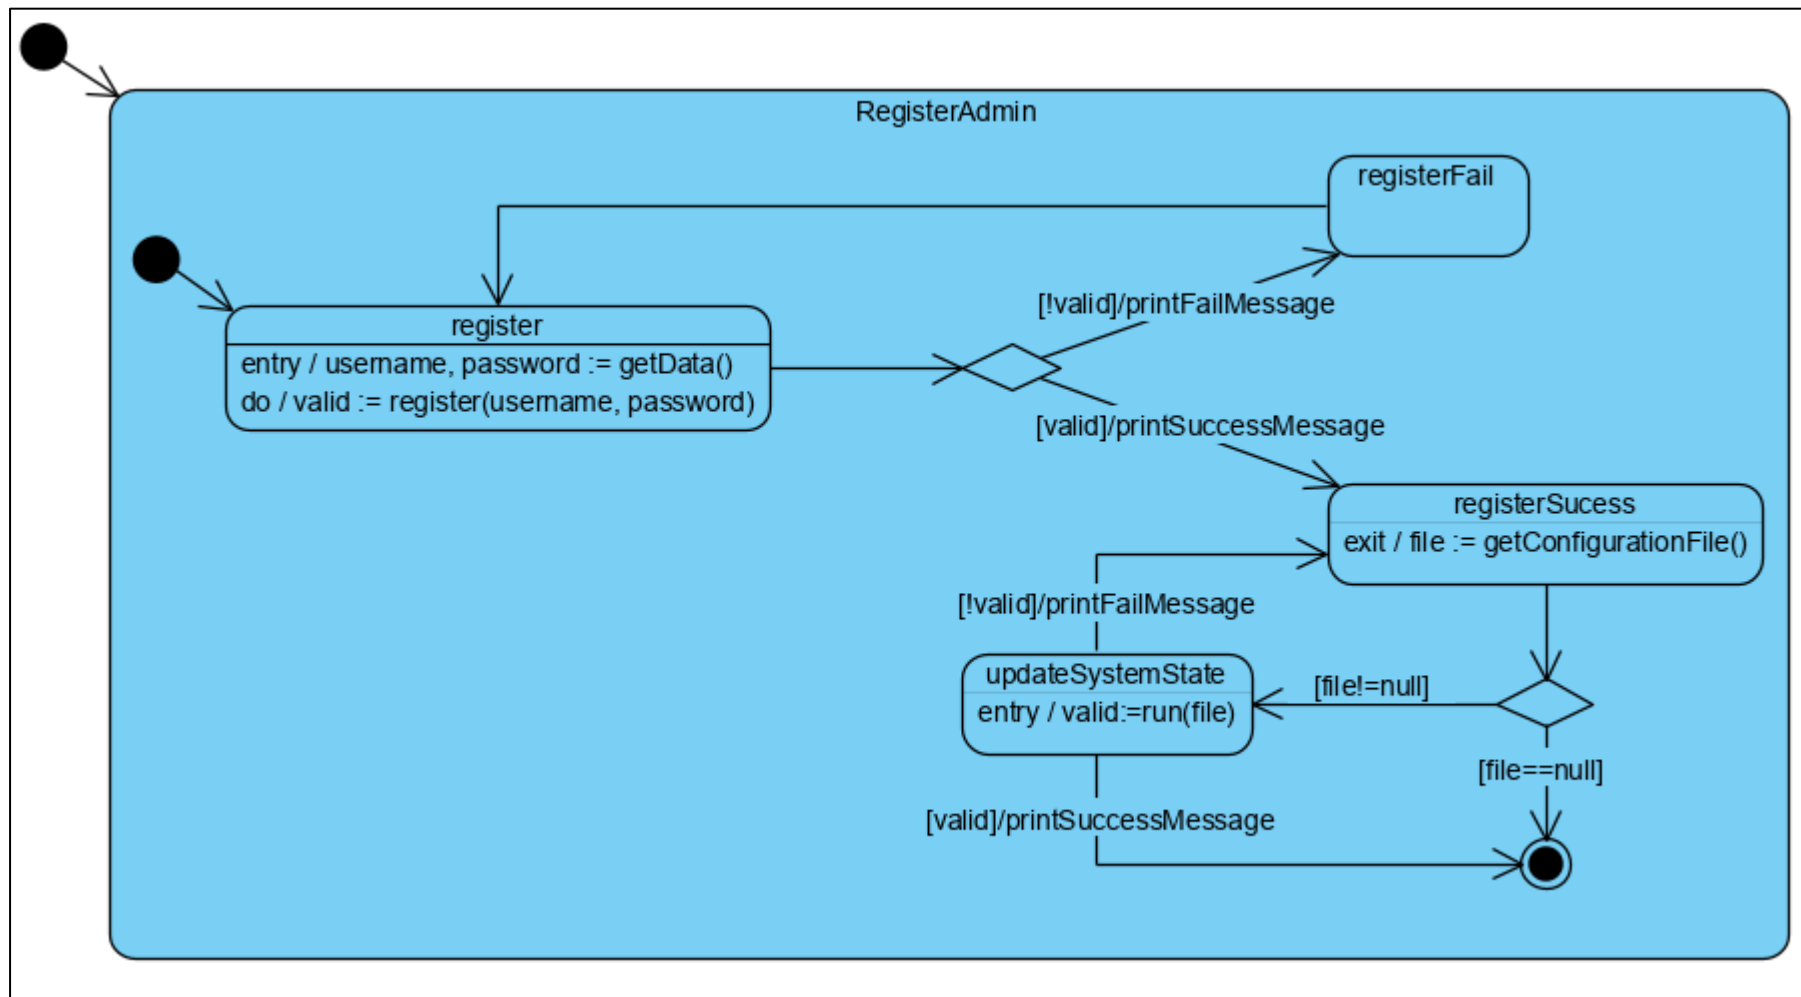 RegisterAdmin
registerFail
[!valid]/printFailMessage
register
entry / username, password := getData()
do / valid := register(username, password)
[valid]/printSuccessMessage
registerSucess
exit / file := getConfigurationFile()
[!valid]/printFailMessage
updateSystemState
entry / valid:=run(file)
[file!=null]
[file==null]
[valid]/printSuccessMessage